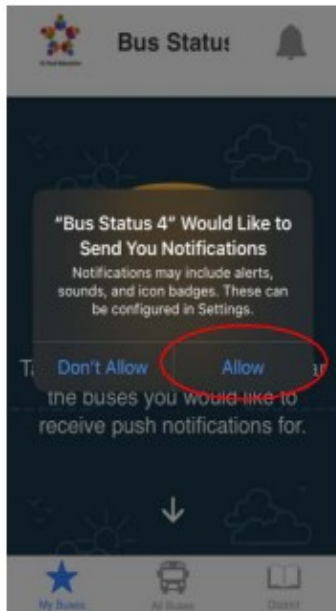 Bus Status
"Bus Status 4" Would Like to
Send You Notifications
Notifications may include alerts,
sounds, and icon badges. These can
be configured in Settings.
Don't Allow
Allow
the buses you would like to
receive push notifications for.
My Buses
All Buses
District